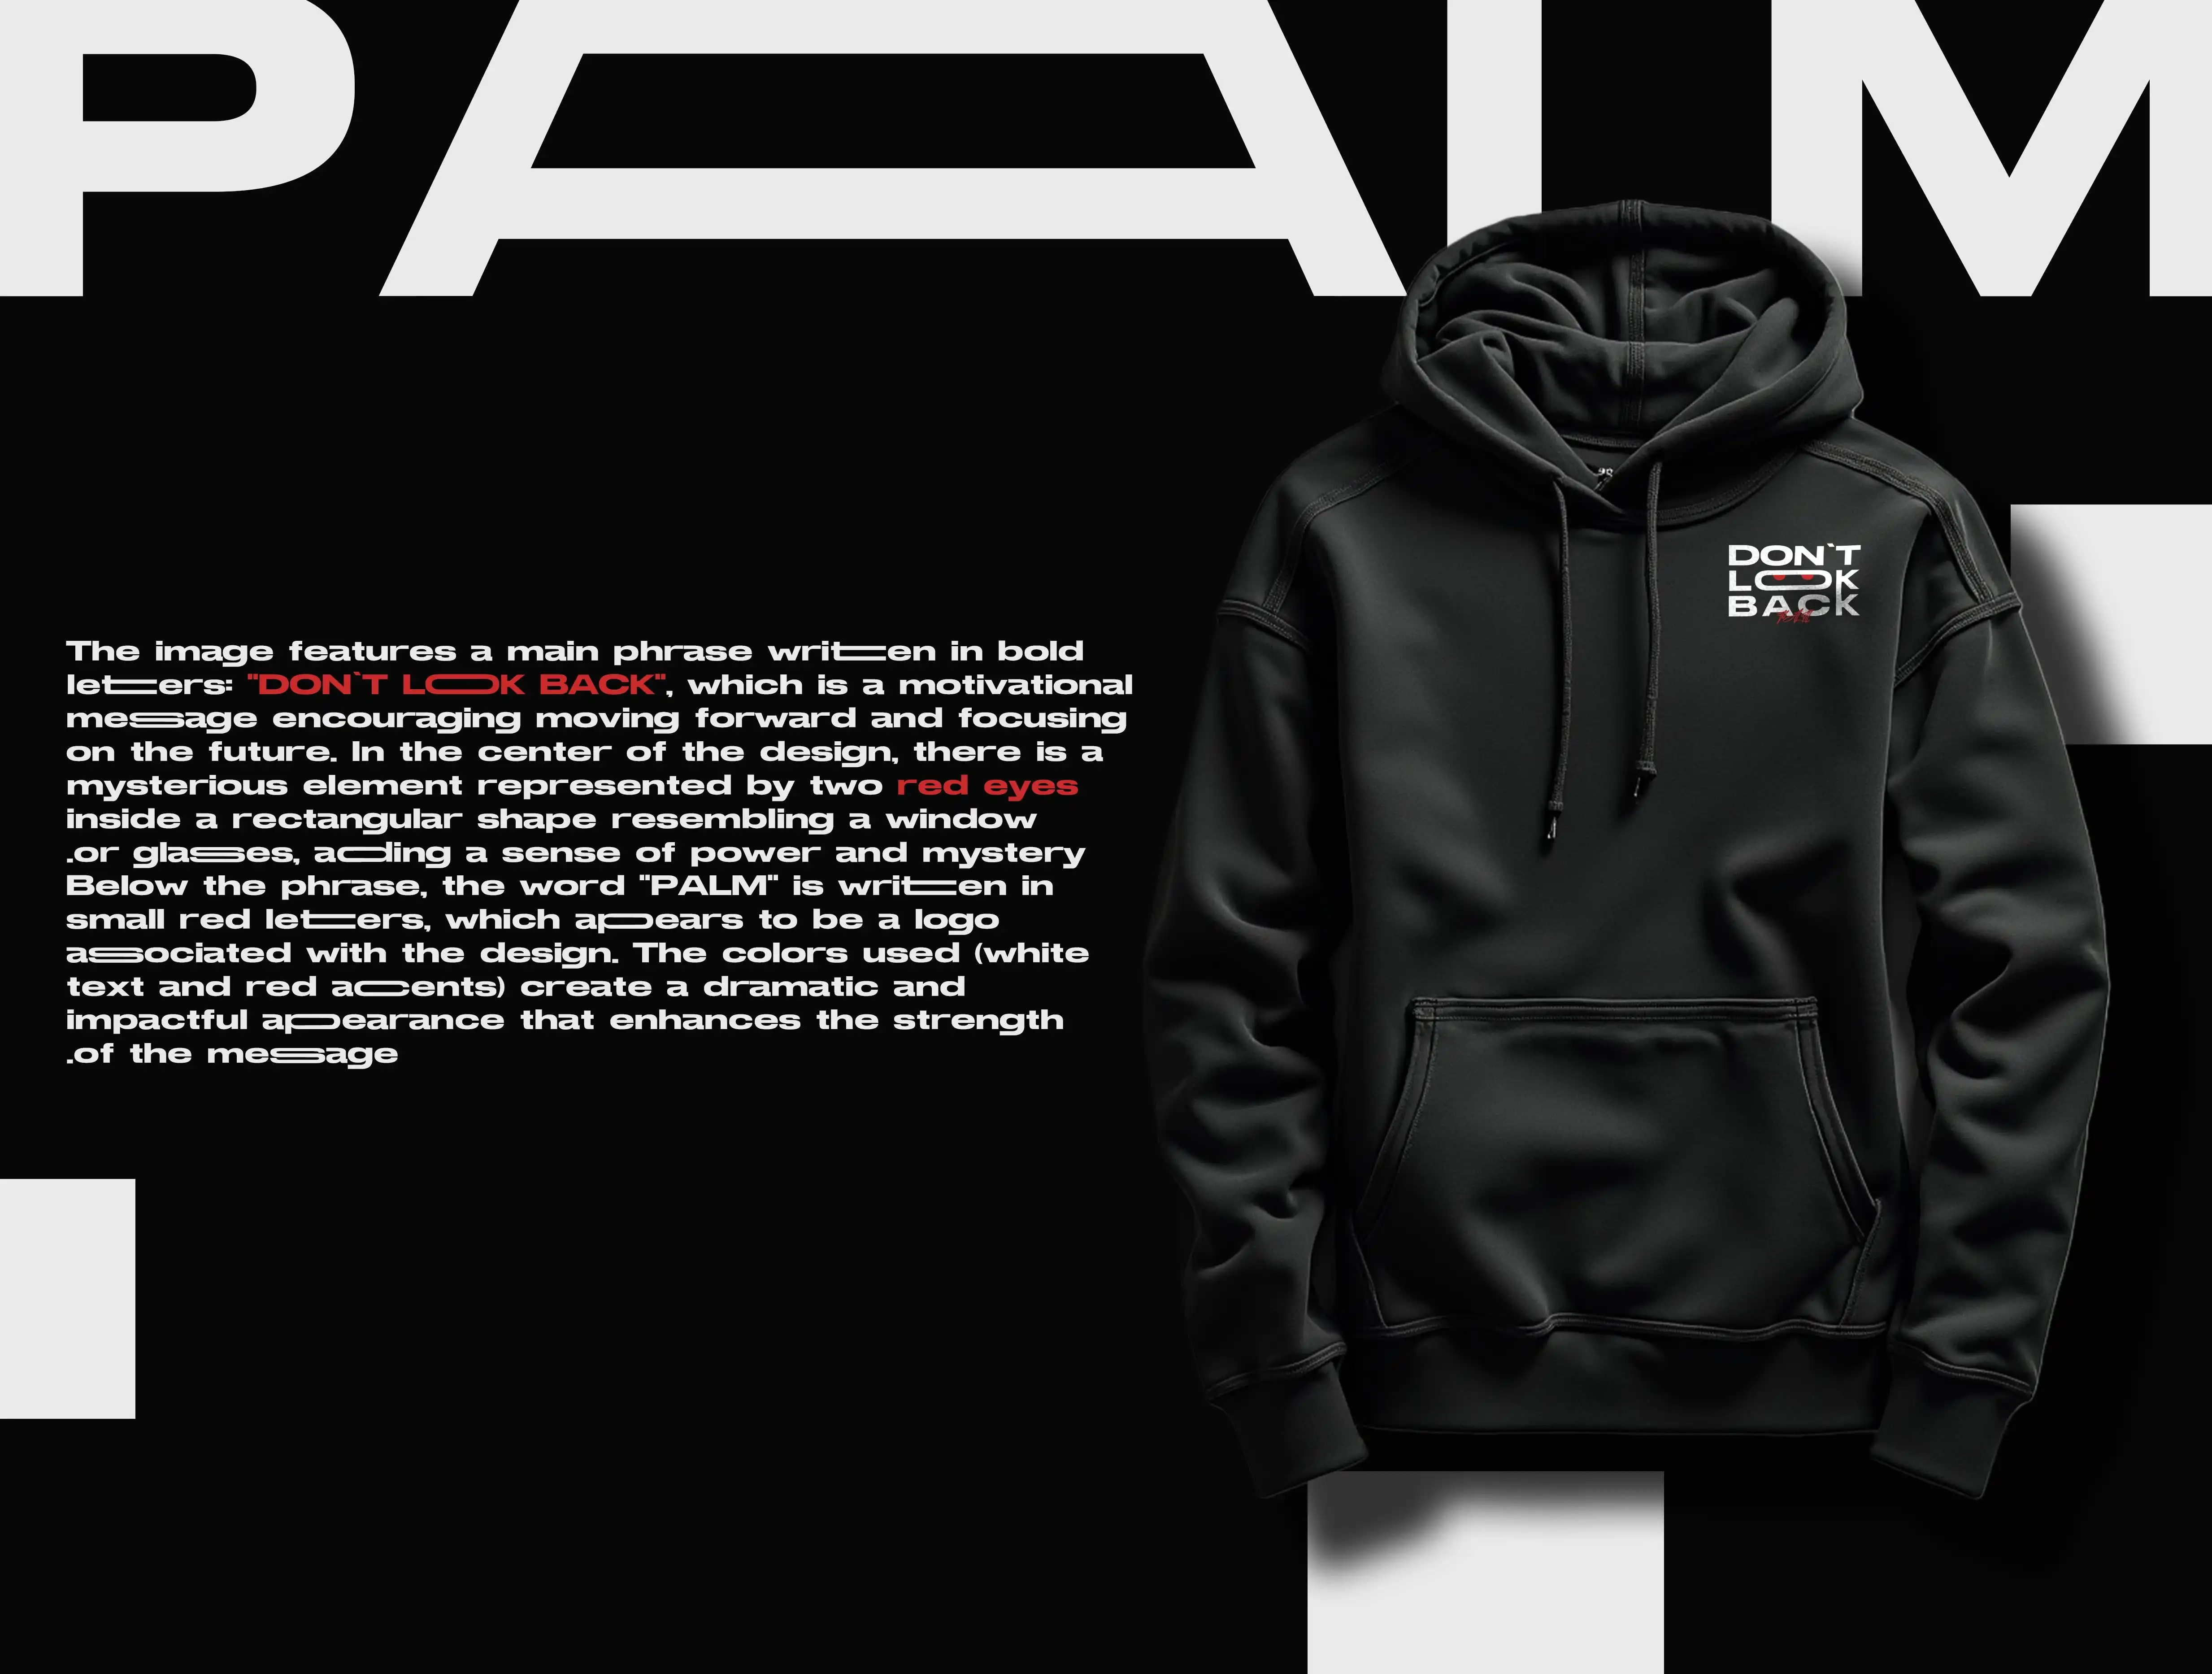 PALM
DON`T
LOOK
BACK
The image features a main phrase written in bold
letters: "DON`T LOOK BACK", which is a motivational
message encouraging moving forward and focusing
on the future. In the center of the design, there is a
mysterious element represented by two red eyes
inside a rectangular shape resembling a window
.or glasses, adding a sense of power and mystery
Below the phrase, the word "PALM" is written in
small red letters, which appears to be a logo
associated with the design. The colors used (white
text and red accents) create a dramatic and
impactful appearance that enhances the strength
.of the message